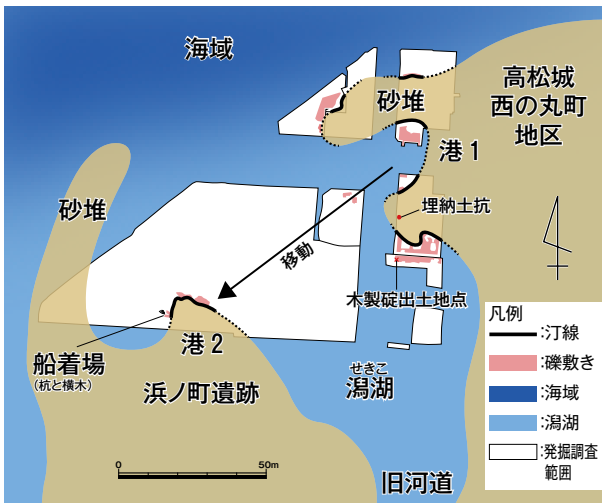 海域
砂堆
高松城
西の丸町
地区
港1
砂堆
埋納土抗
移動
木製碇出土地点
船着場
(杭と横木)
港2
浜ノ町遺跡
せきこ
潟湖
旧河道
0
50m
凡例
:汀線
:礫敷き
:海域
:潟湖
:発掘調査
範囲